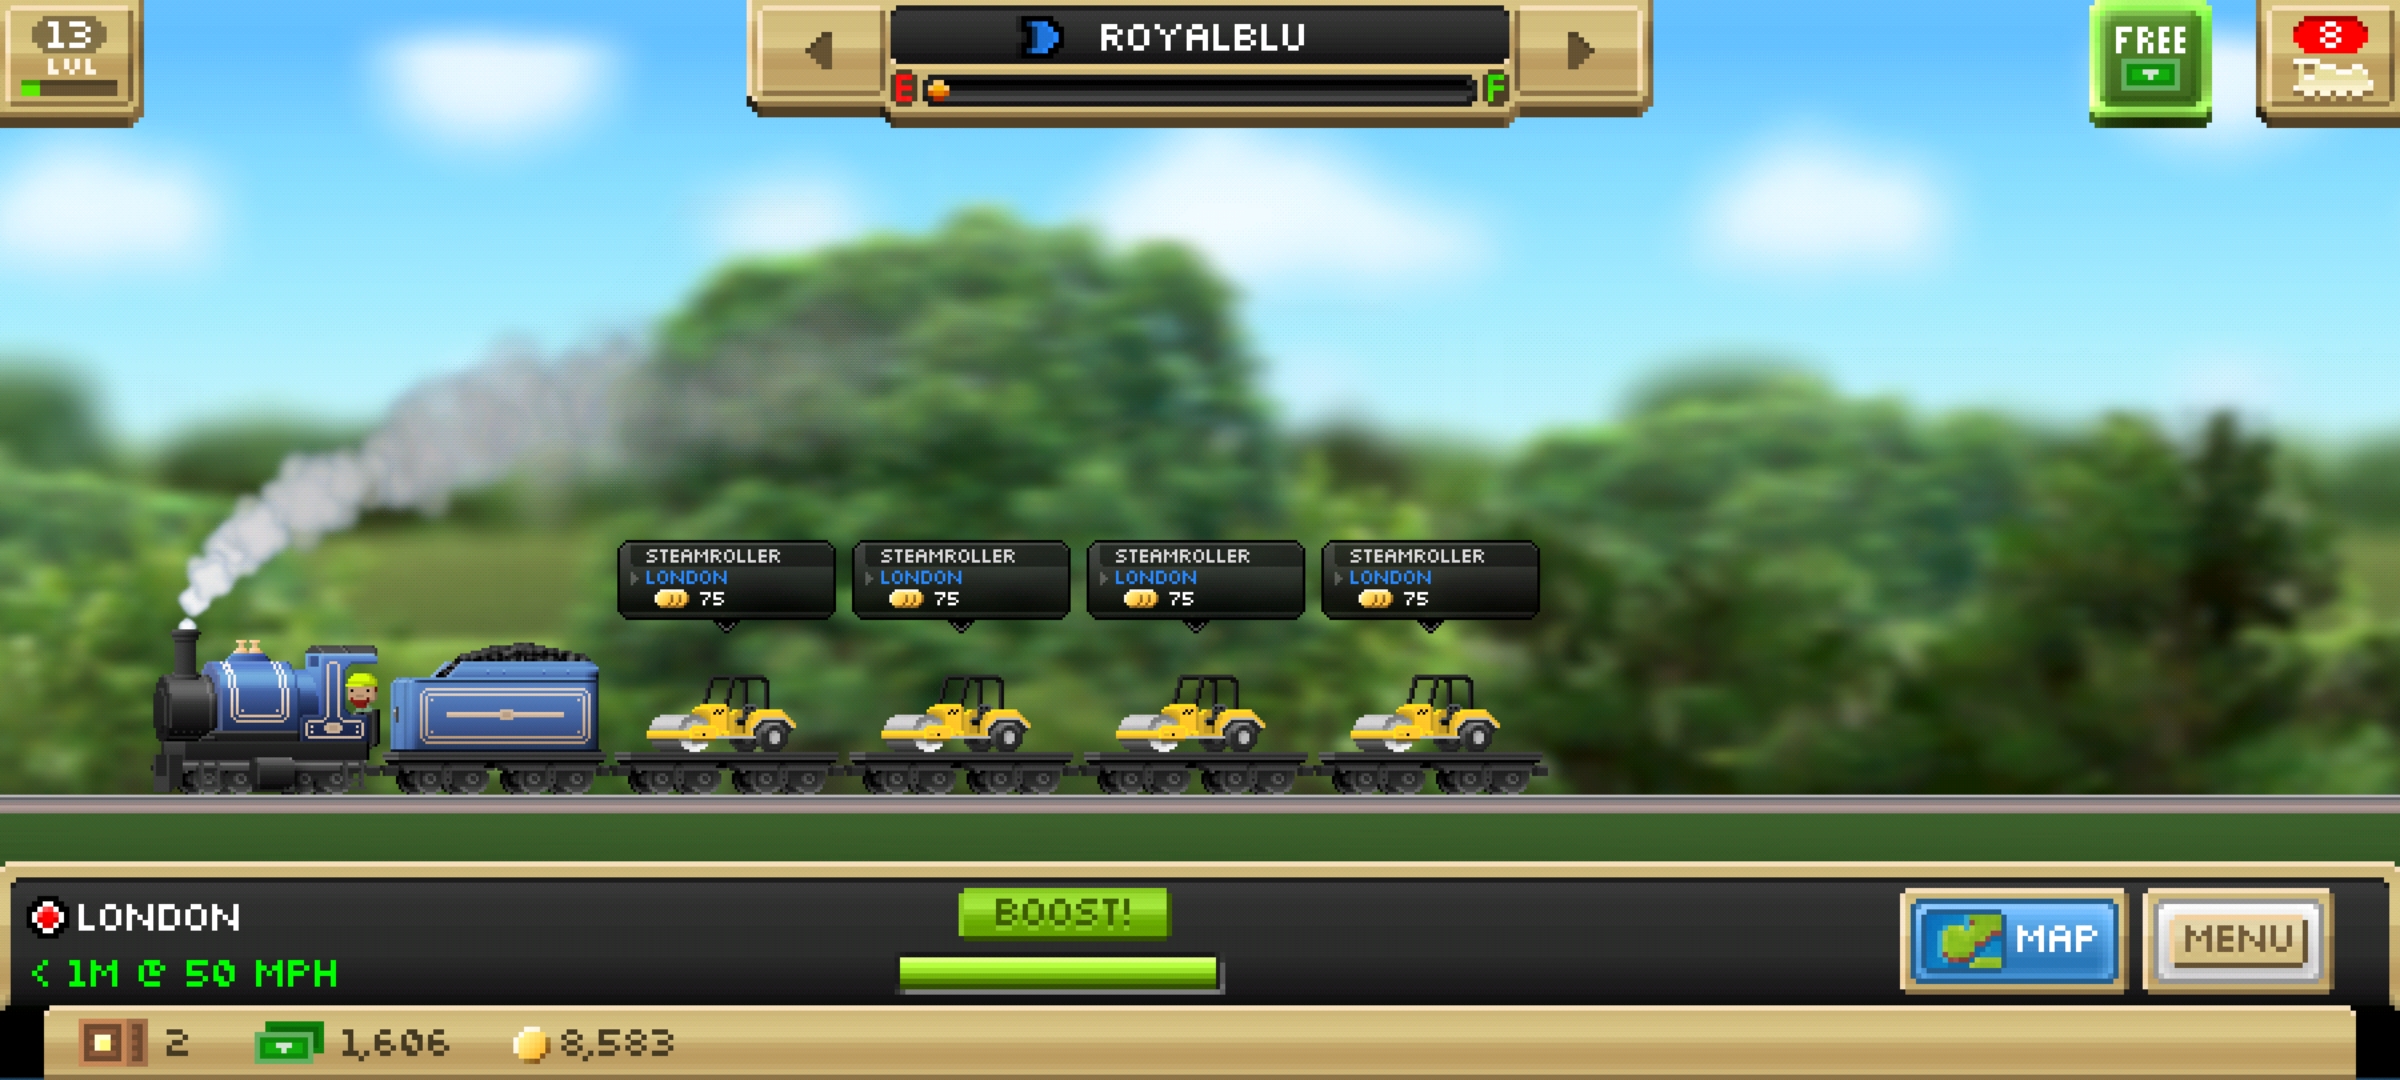 13
LVL
ROYALBLU
E F
FREE
8
STEAMROLLER
LONDON
75
STEAMROLLER
LONDON
75
STEAMROLLER
LONDON
75
STEAMROLLER
LONDON
75
LONDON
< 1M @ 50 MPH
BOOST!
MAP
MENU
2
1,606
8,583